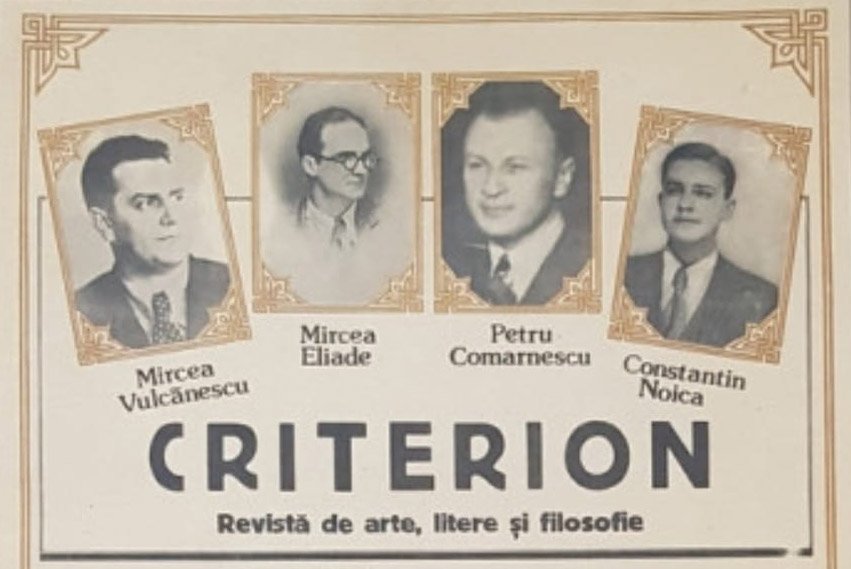 Mircea
Vulcănescu
Mircea
Eliade
Petru
Comarnescu
Constantin
Noica
CRITERION
Revistă de arte, litere și filosofie